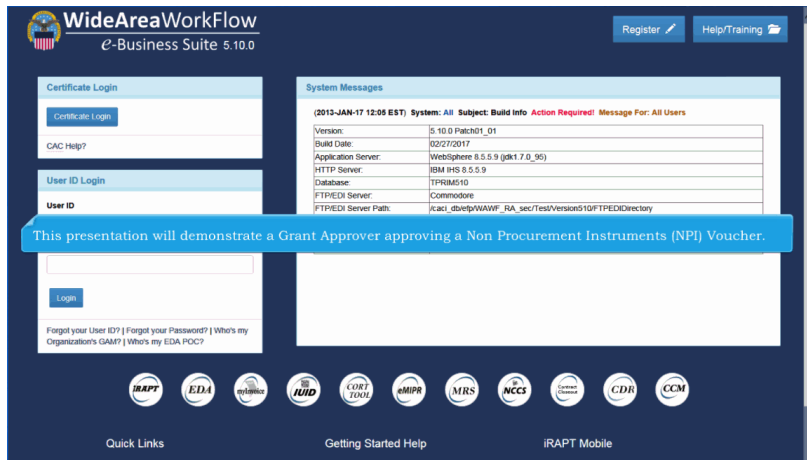 WideAreaWorkFlow
e-Business Suite 5.10.0
Register
Help/Training
Certificate Login
Certificate Login
CAC Help?
User ID Login
User ID
System Messages
(2013-JAN-17 12:05 EST) System: All Subject: Build Info Action Required! Message For: All Users
Version: 5.10.0 Patch01_01
Build Date: 02/27/2017
Application Server: WebSphere 8.5.5.9 (jdk1.7.0_95)
HTTP Server: IBM IHS 8.5.5.9
Database: TPRIM510
FTP/EDI Server: Commodore
FTP/EDI Server Path: /caci_db/efp/WAWF_RA_sec/Test/Version510/FTPEDIDirectory
This presentation will demonstrate a Grant Approver approving a Non Procurement Instruments (NPI) Voucher.
Login
Forgot your User ID? | Forgot your Password? | Who's my
Organization's GAM? | Who's my EDA POC?
iRAPT
EDA
myInvoice
IUID
CORT
TOOL
eMIPR
MRS
NCCS
Contract
Closeout
CDR
CCM
Quick Links
Getting Started Help
iRAPT Mobile